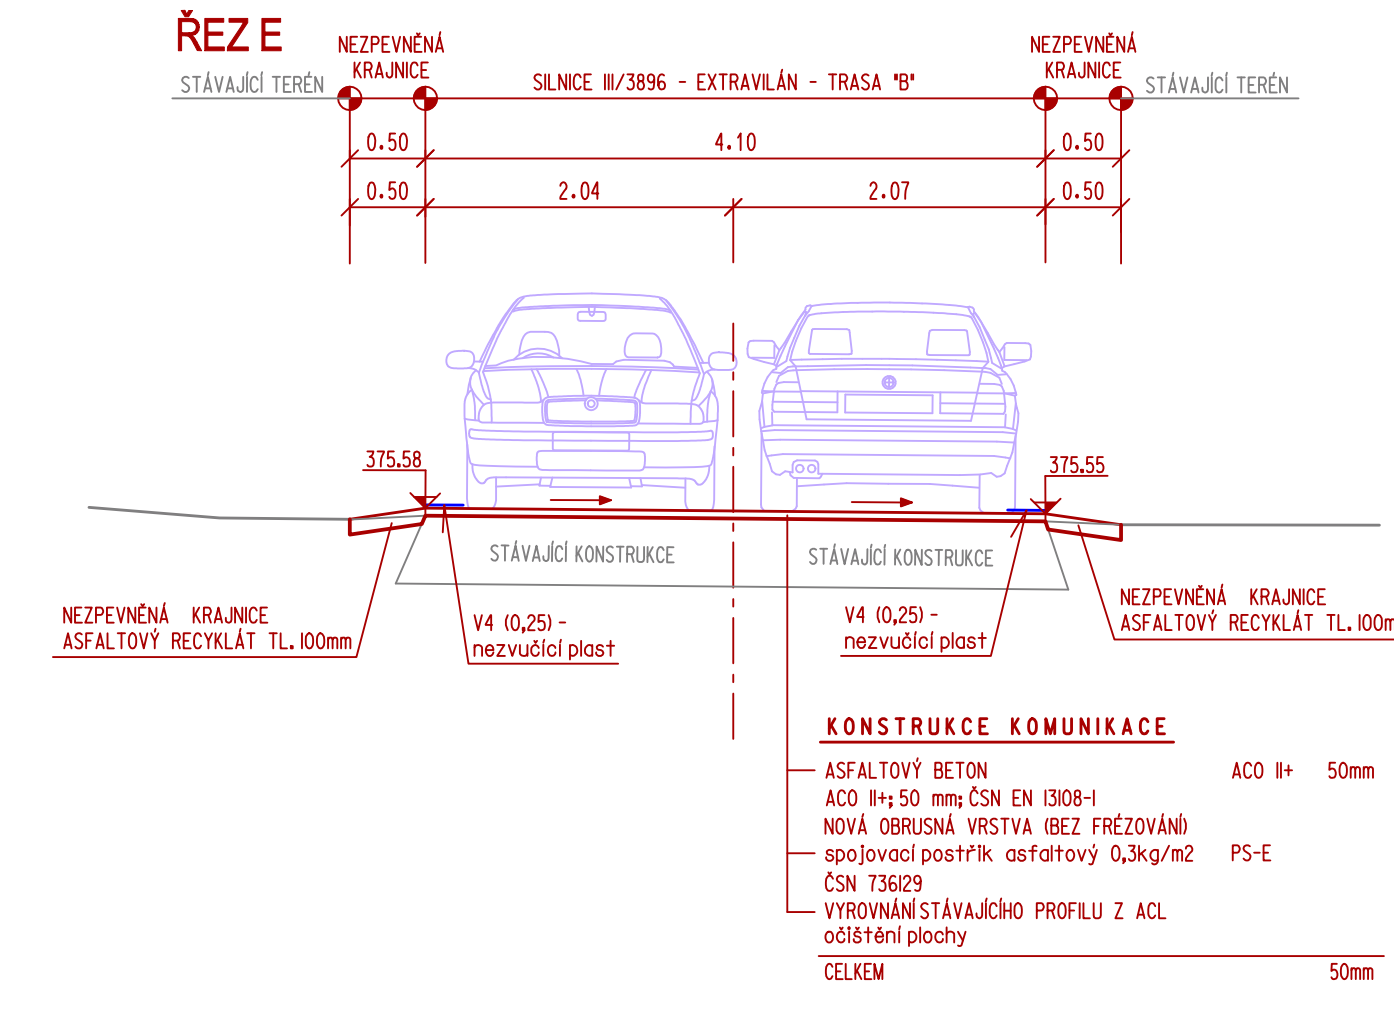 ŘEZ E
NEZPEVNĚNÁ
KRAJNICE
NEZPEVNĚNÁ
KRAJNICE
STÁVAJÍCÍ TERÉN
SILNICE III/3896 - EXTRAVILÁN - TRASA "B"
STÁVAJÍCÍ TERÉN
0.50
4.10
0.50
0.50
2.04
2.07
0.50
375.58
375.55
STÁVAJÍCÍ KONSTRUKCE
STÁVAJÍCÍ KONSTRUKCE
NEZPEVNĚNÁ KRAJNICE
ASFALTOVÝ RECYKLÁT TL.100mm
V4 (0,25) -
nezvučící plast
V4 (0,25) -
nezvučící plast
NEZPEVNĚNÁ KRAJNICE
ASFALTOVÝ RECYKLÁT TL.100m
KONSTRUKCE KOMUNIKACE
ASFALTOVÝ BETON ACO 11+ 50mm
ACO 11+; 50 mm; ČSN EN 13108-1
NOVÁ OBRUSNÁ VRSTVA (BEZ FRÉZOVÁNÍ)
spojovací postřik asfaltový 0,3kg/m2 PS-E
ČSN 736129
VYROVNÁNÍ STÁVAJÍCÍHO PROFILU Z ACL
očištění plochy
CELKEM 50mm